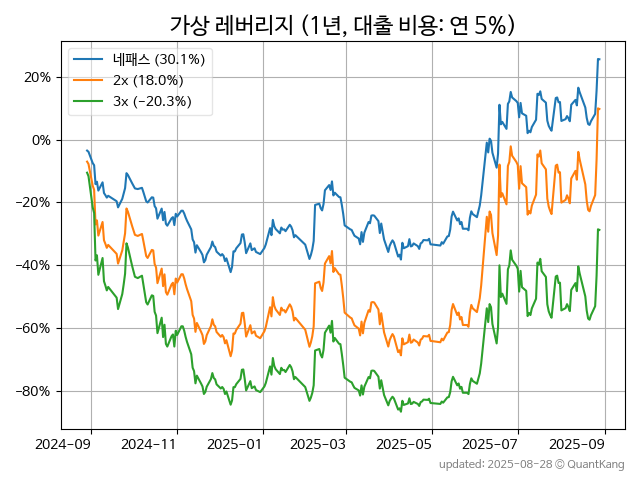 가상 레버리지 (1년, 대출 비용: 연 5%)
네패스 (30.1%)
2x (18.0%)
3x (−20.3%)
20%
0%
−20%
−40%
−60%
−80%
2024-09 2024-11 2025-01 2025-03 2025-05 2025-07 2025-09
updated: 2025-08-28 © QuantKang